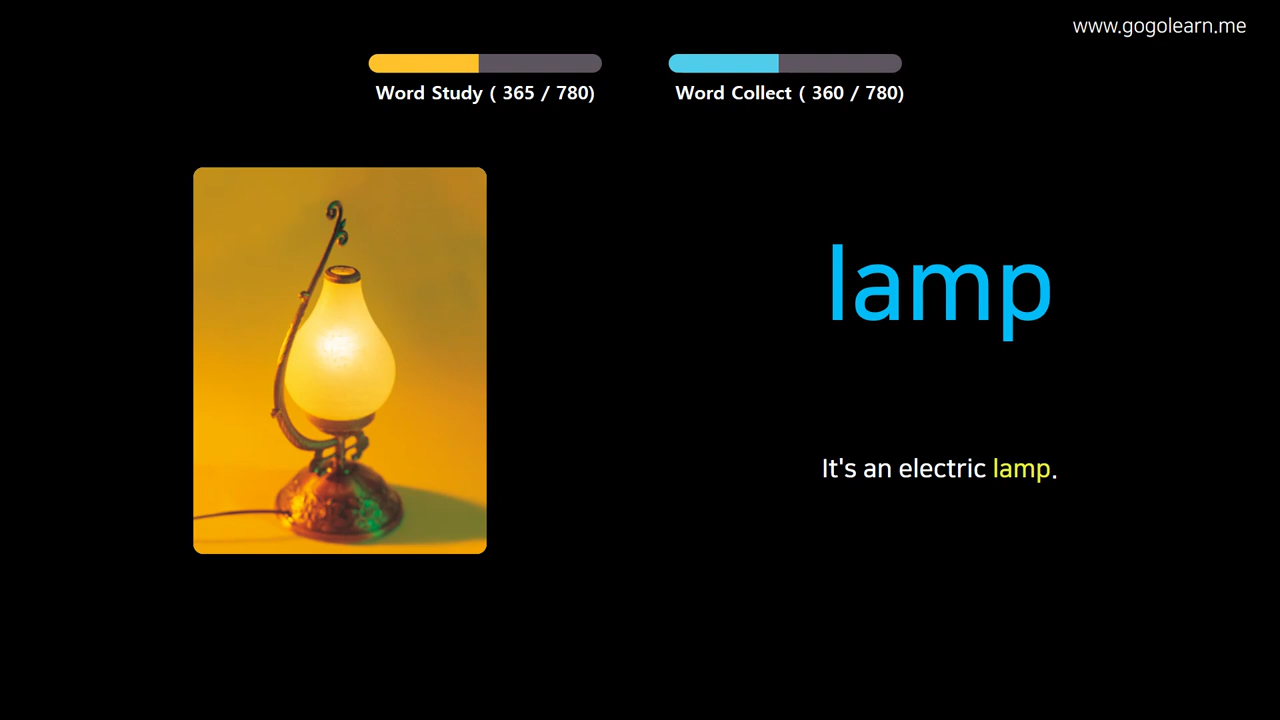 www.gogolearn.me
Word Study ( 365 / 780)
Word Collect ( 360 / 780)
lamp
It's an electric lamp.